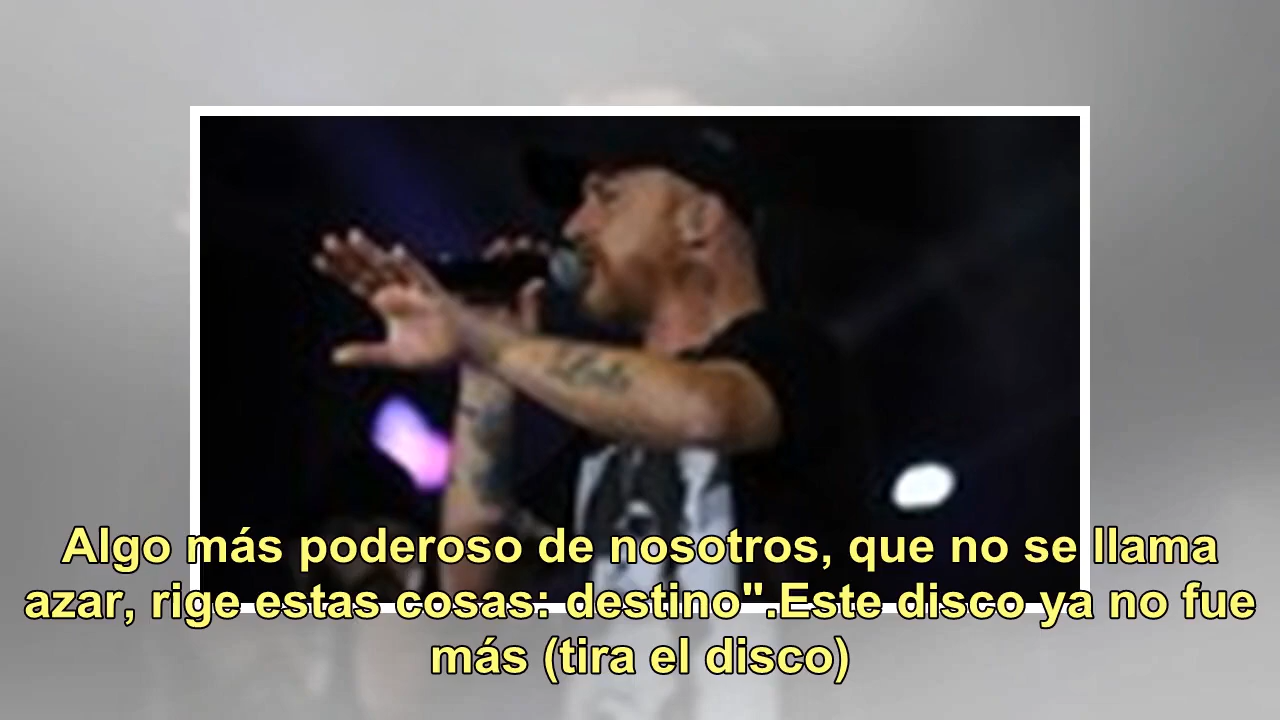 Algo más poderoso de nosotros, que no se llama
azar, rige estas cosas: destino".Este disco ya no fue
más (tira el disco)